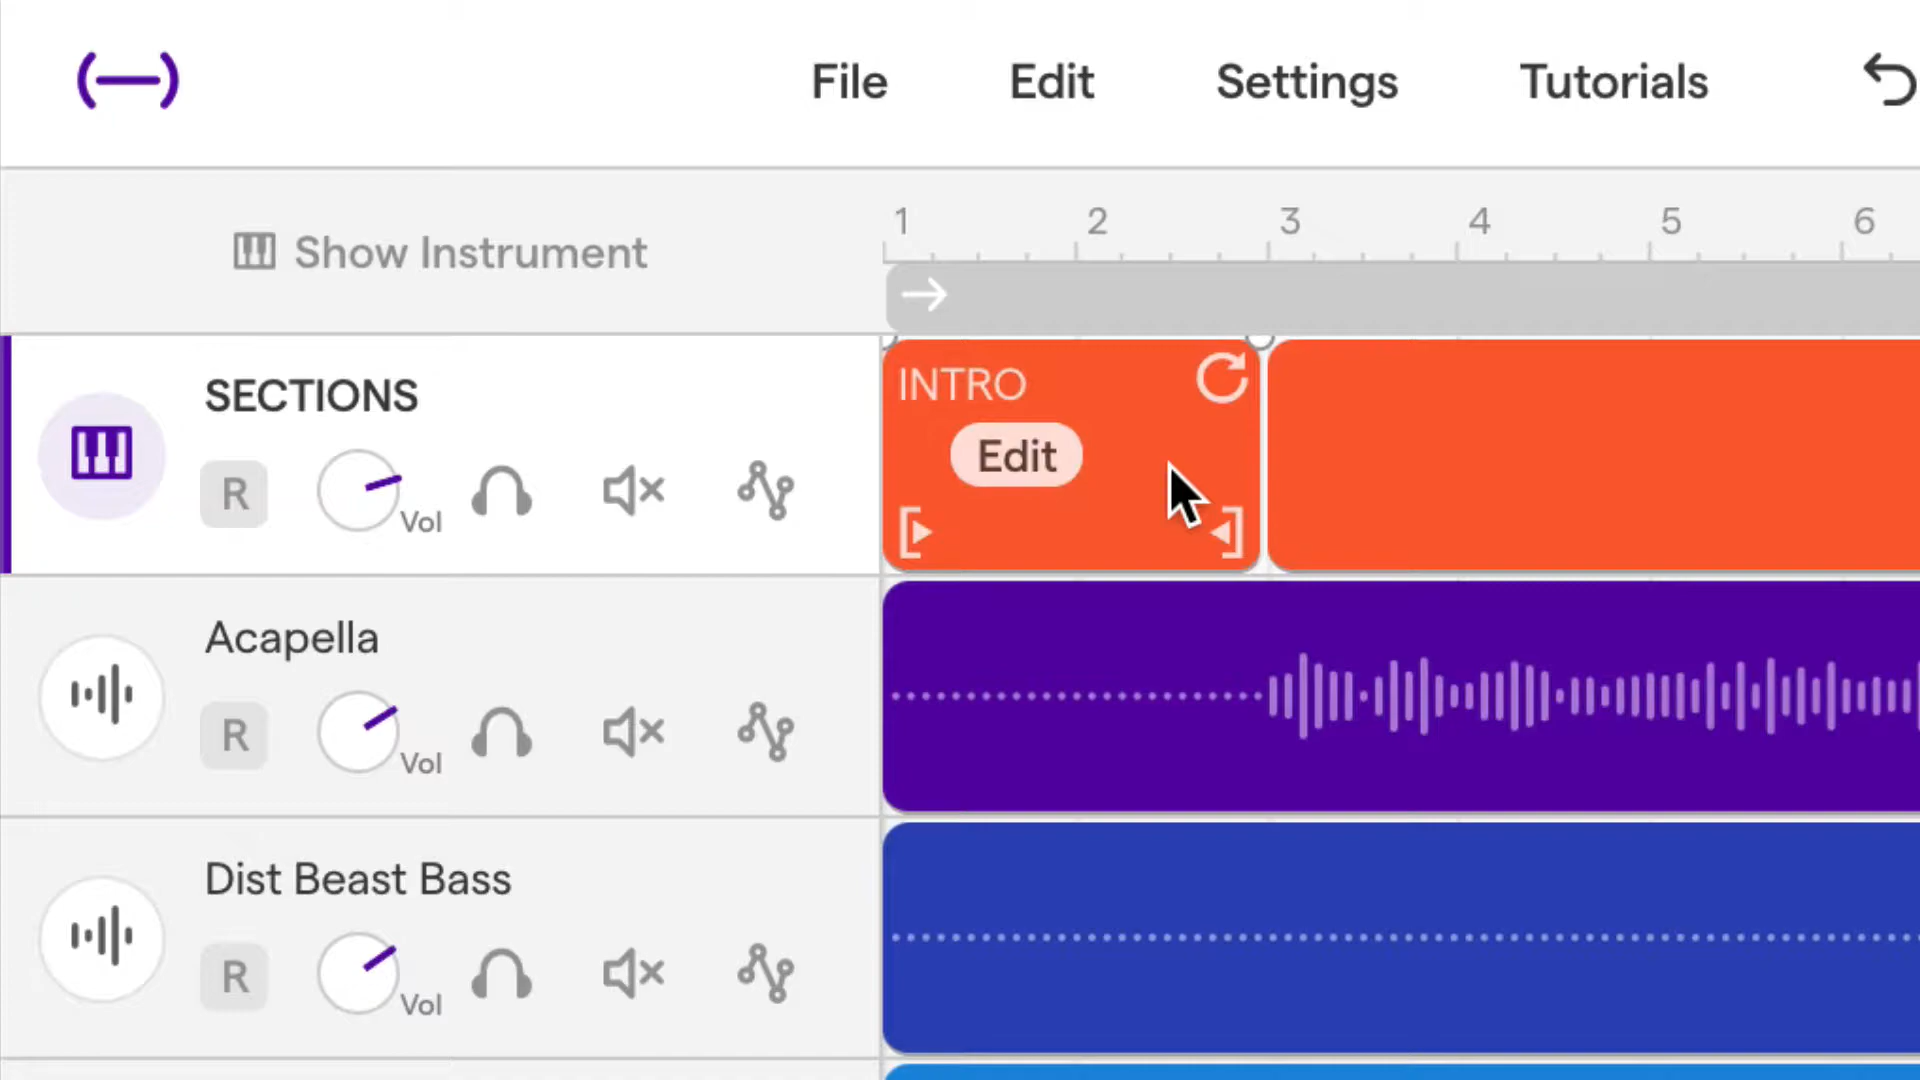 File Edit Settings Tutorials
Show Instrument
1 2 3 4 5 6
SECTIONS
R Vol
INTRO
Edit
Acapella
R Vol
Dist Beast Bass
R Vol